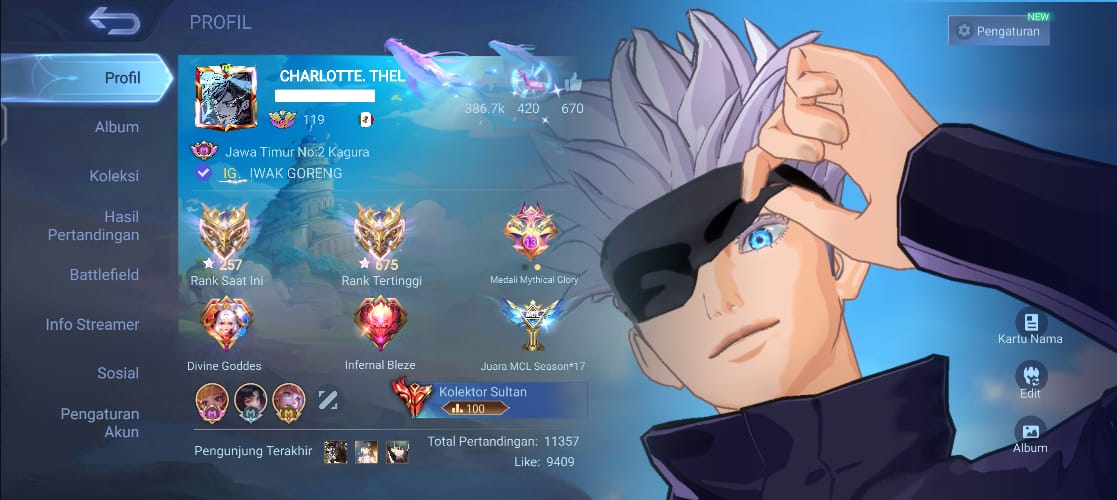 PROFIL
NEW
Pengaturan
Profil
Album
Koleksi
Hasil
Pertandingan
Battlefield
Info Streamer
Sosial
Pengaturan
Akun
CHARLOTTE. THEL
386.7k 420 670
119
Jawa Timur No:2 Kagura
IG. IWAK GORENG
257
Rank Saat Ini
675
Rank Tertinggi
13
Medali Mythical Glory
Divine Goddes
Infernal Bleze
MCL
Juara MCL Season*17
Kolektor Sultan
100
Pengunjung Terakhir
Total Pertandingan: 11357
Like: 9409
Kartu Nama
Edit
Album